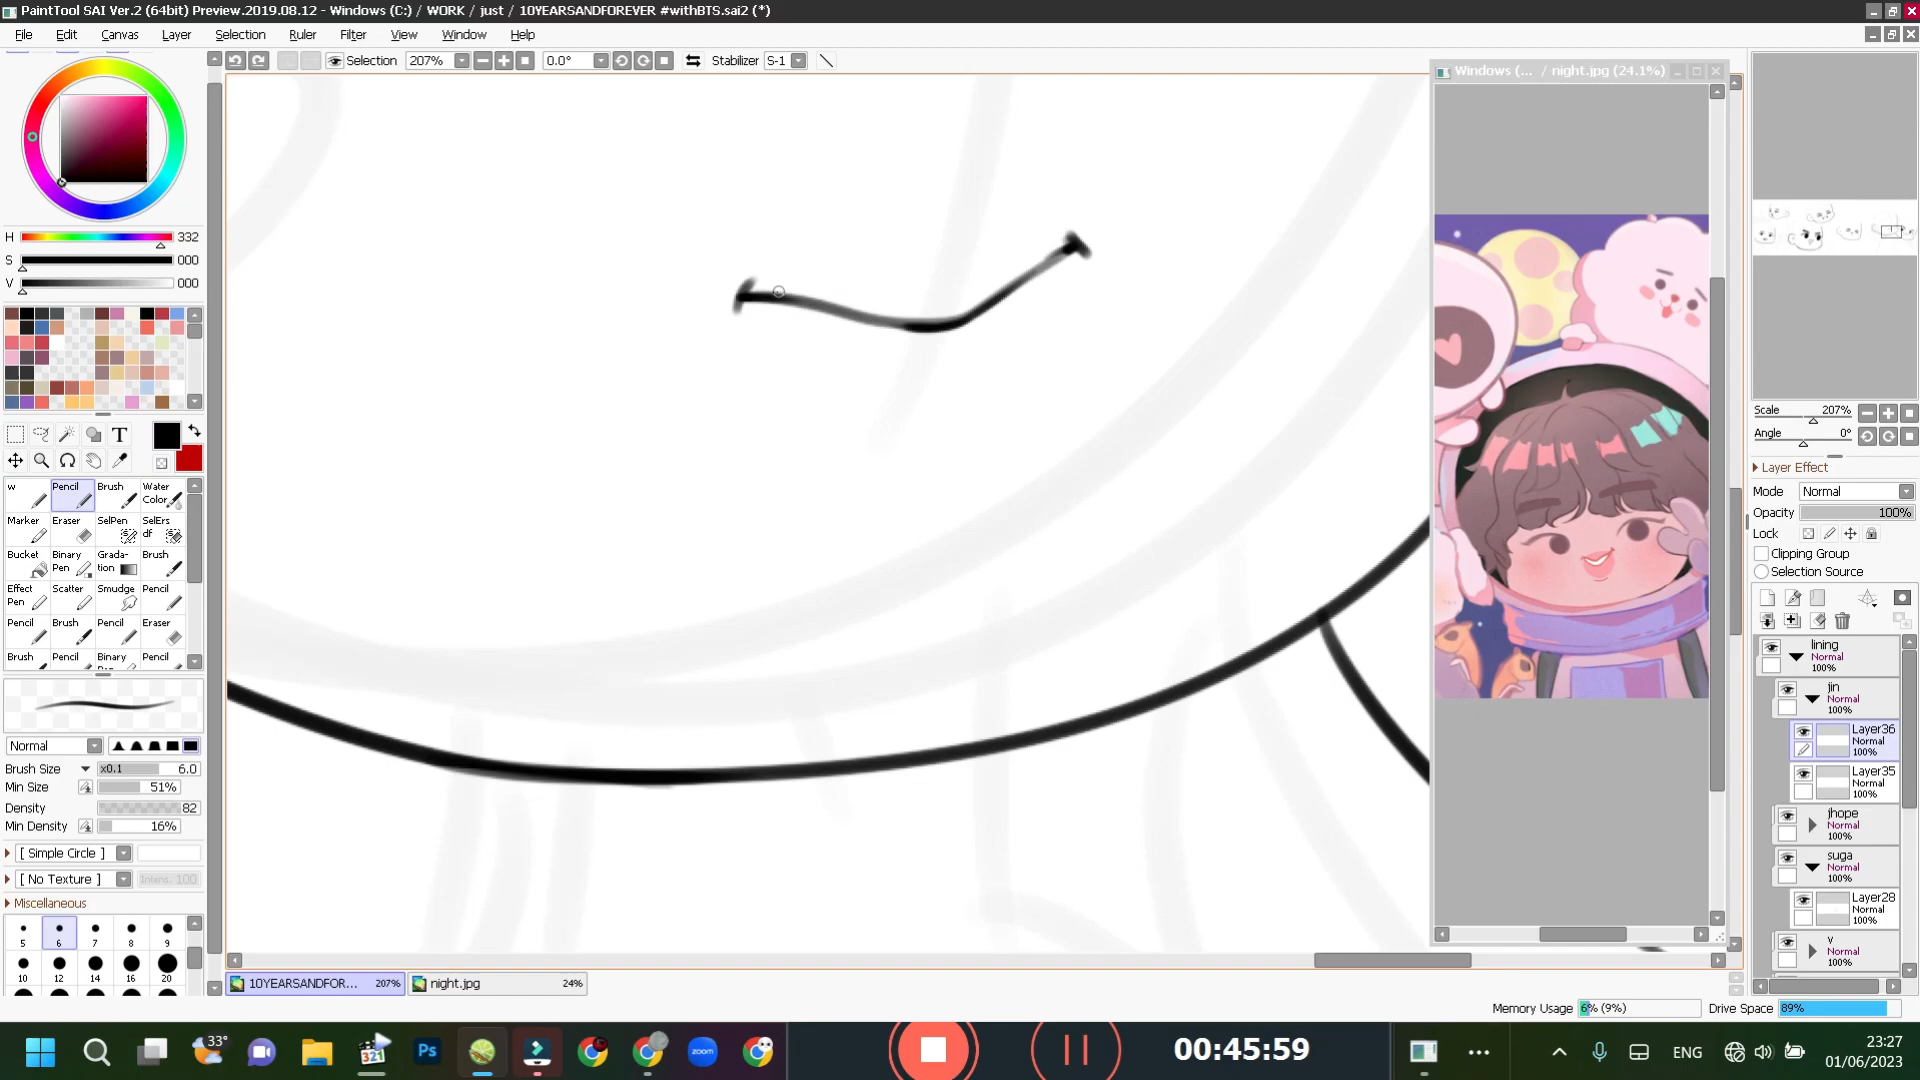 PaintTool SAI Ver.2 (64bit) Preview.2019.08.12 - Windows (C:) / WORK / just / 10YEARSANDFOREVER #withBTS.sai2 (*)
File Edit Canvas Layer Selection Ruler Filter View Window Help
Selection 207% 0.0° Stabilizer S-1
Windows (... / night.jpg (24.1%)
H 332
S 000
V 000
T
w Pencil Brush Water Color
Marker Eraser SelPen SelErs df
Bucket Binary Pen Grada-tion Brush
Effect Pen Scatter Smudge Pencil
Pencil Brush Pencil Eraser
Brush Pencil Binary Pencil
Normal
Brush Size x0.1 6.0
Min Size 51%
Density 82
Min Density 16%
[ Simple Circle ]
[ No Texture ] Intens. 100
Miscellaneous
5 6 7 8 9
10 12 14 16 20
Scale 207%
Angle 0°
Layer Effect
Mode Normal
Opacity 100%
Lock
Clipping Group
Selection Source
lining
Normal
100%
jin
Normal
100%
Layer36
Normal
100%
Layer35
Normal
100%
jhope
Normal
100%
suga
Normal
100%
Layer28
Normal
100%
v
Normal
10YEARSANDFOR... 207% night.jpg 24%
Memory Usage 6% (9%) Drive Space 89%
33°
321
Ps
zoom
00:45:59
ENG
23:27
01/06/2023